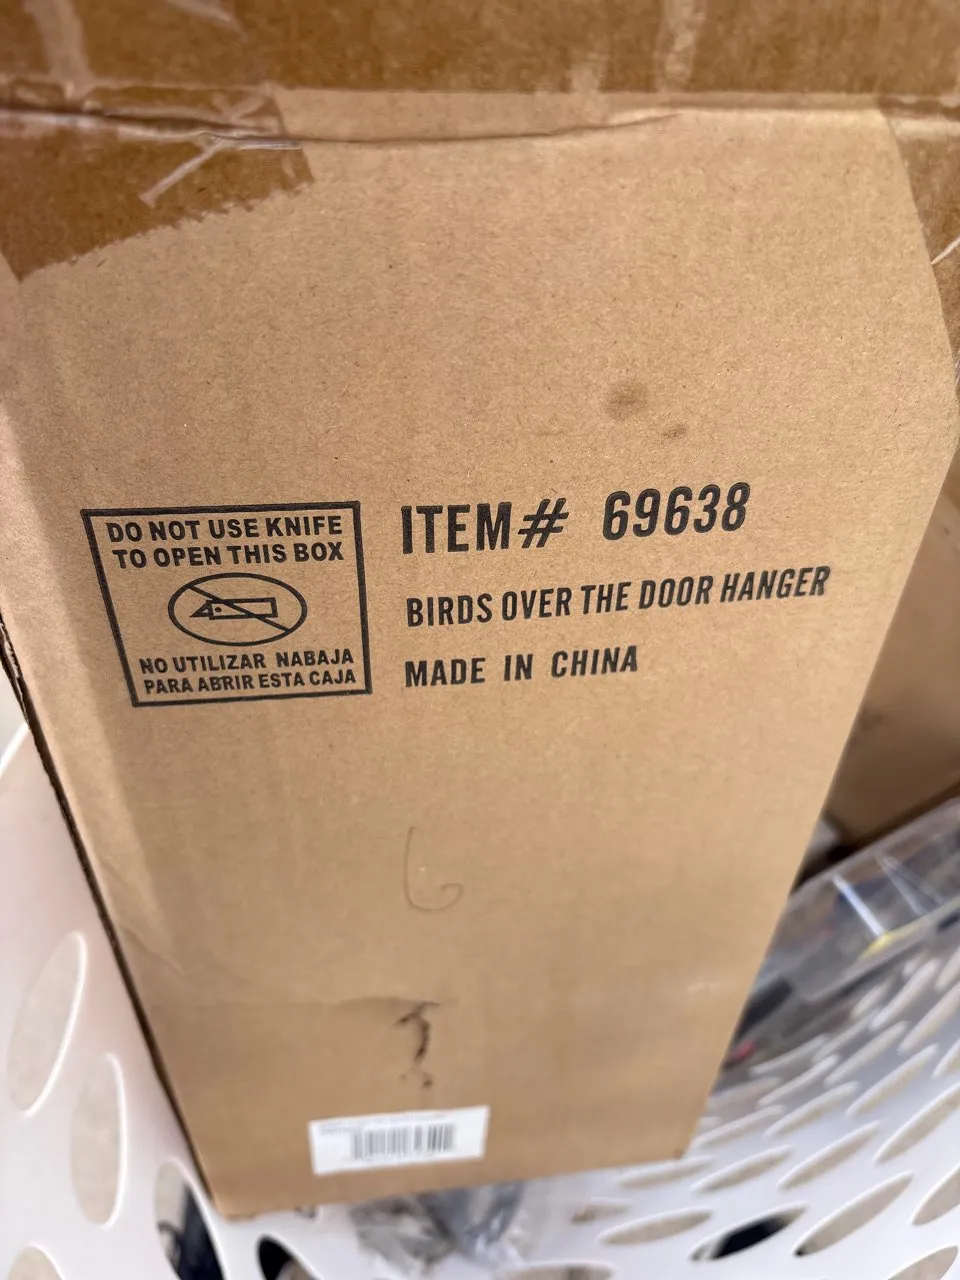 DO NOT USE KNIFE
TO OPEN THIS BOX
NO UTILIZAR NABAJA
PARA ABRIR ESTA CAJA
ITEM# 69638
BIRDS OVER THE DOOR HANGER
MADE IN CHINA
6